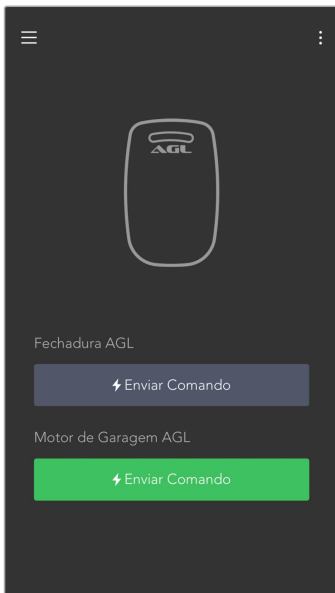 AGL
Fechadura AGL
Enviar Comando
Motor de Garagem AGL
Enviar Comando